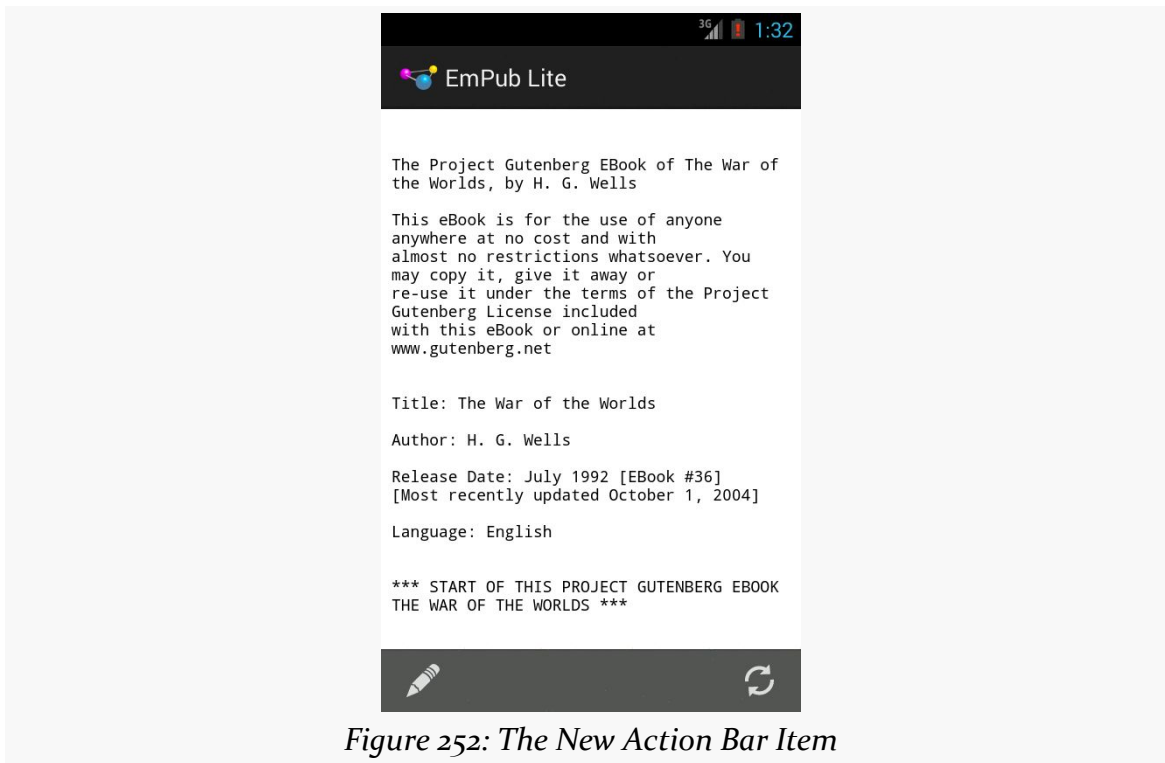 3G 1:32
EmPub Lite
The Project Gutenberg EBook of The War of
the Worlds, by H. G. Wells
This eBook is for the use of anyone
anywhere at no cost and with
almost no restrictions whatsoever. You
may copy it, give it away or
re-use it under the terms of the Project
Gutenberg License included
with this eBook or online at
www.gutenberg.net
Title: The War of the Worlds
Author: H. G. Wells
Release Date: July 1992 [EBook #36]
[Most recently updated October 1, 2004]
Language: English
*** START OF THIS PROJECT GUTENBERG EBOOK
THE WAR OF THE WORLDS ***
Figure 252: The New Action Bar Item